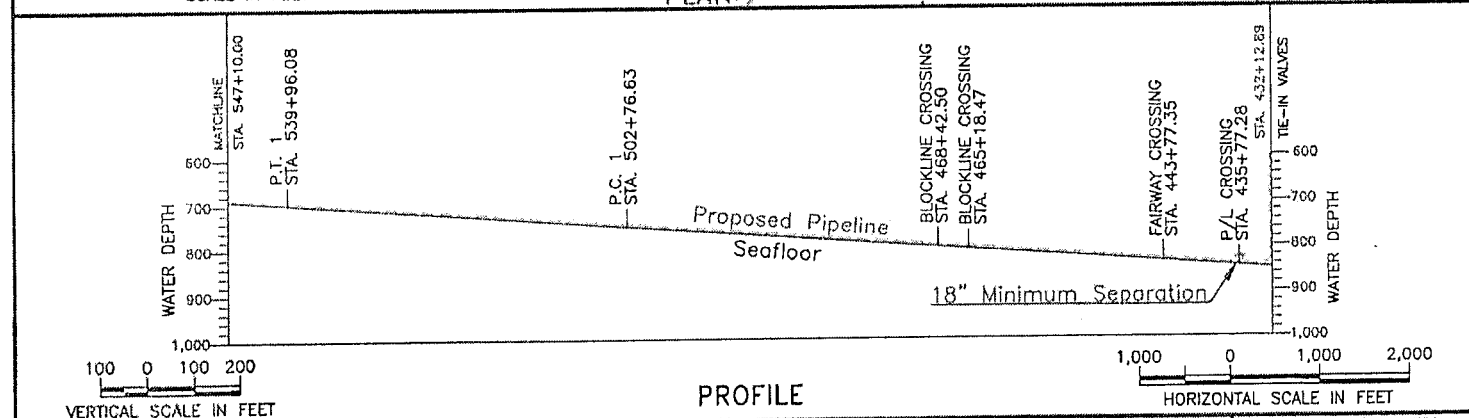 MATCHLINE
STA. 547+10.00
P.T. 1
STA. 539+96.08
P.C. 1
STA. 502+76.63
BLOCKLINE CROSSING
STA. 468+42.50
BLOCKLINE CROSSING
STA. 465+18.47
FAIRWAY CROSSING
STA. 443+77.35
P/L CROSSING
STA. 435+77.28
STA. 432+12.89
TIE-IN VALVES
600
700
800
900
1,000
WATER DEPTH
Proposed Pipeline
Seafloor
18" Minimum Separation
600
700
800
900
1,000
WATER DEPTH
100 0 100 200
VERTICAL SCALE IN FEET
PROFILE
1,000 0 1,000 2,000
HORIZONTAL SCALE IN FEET